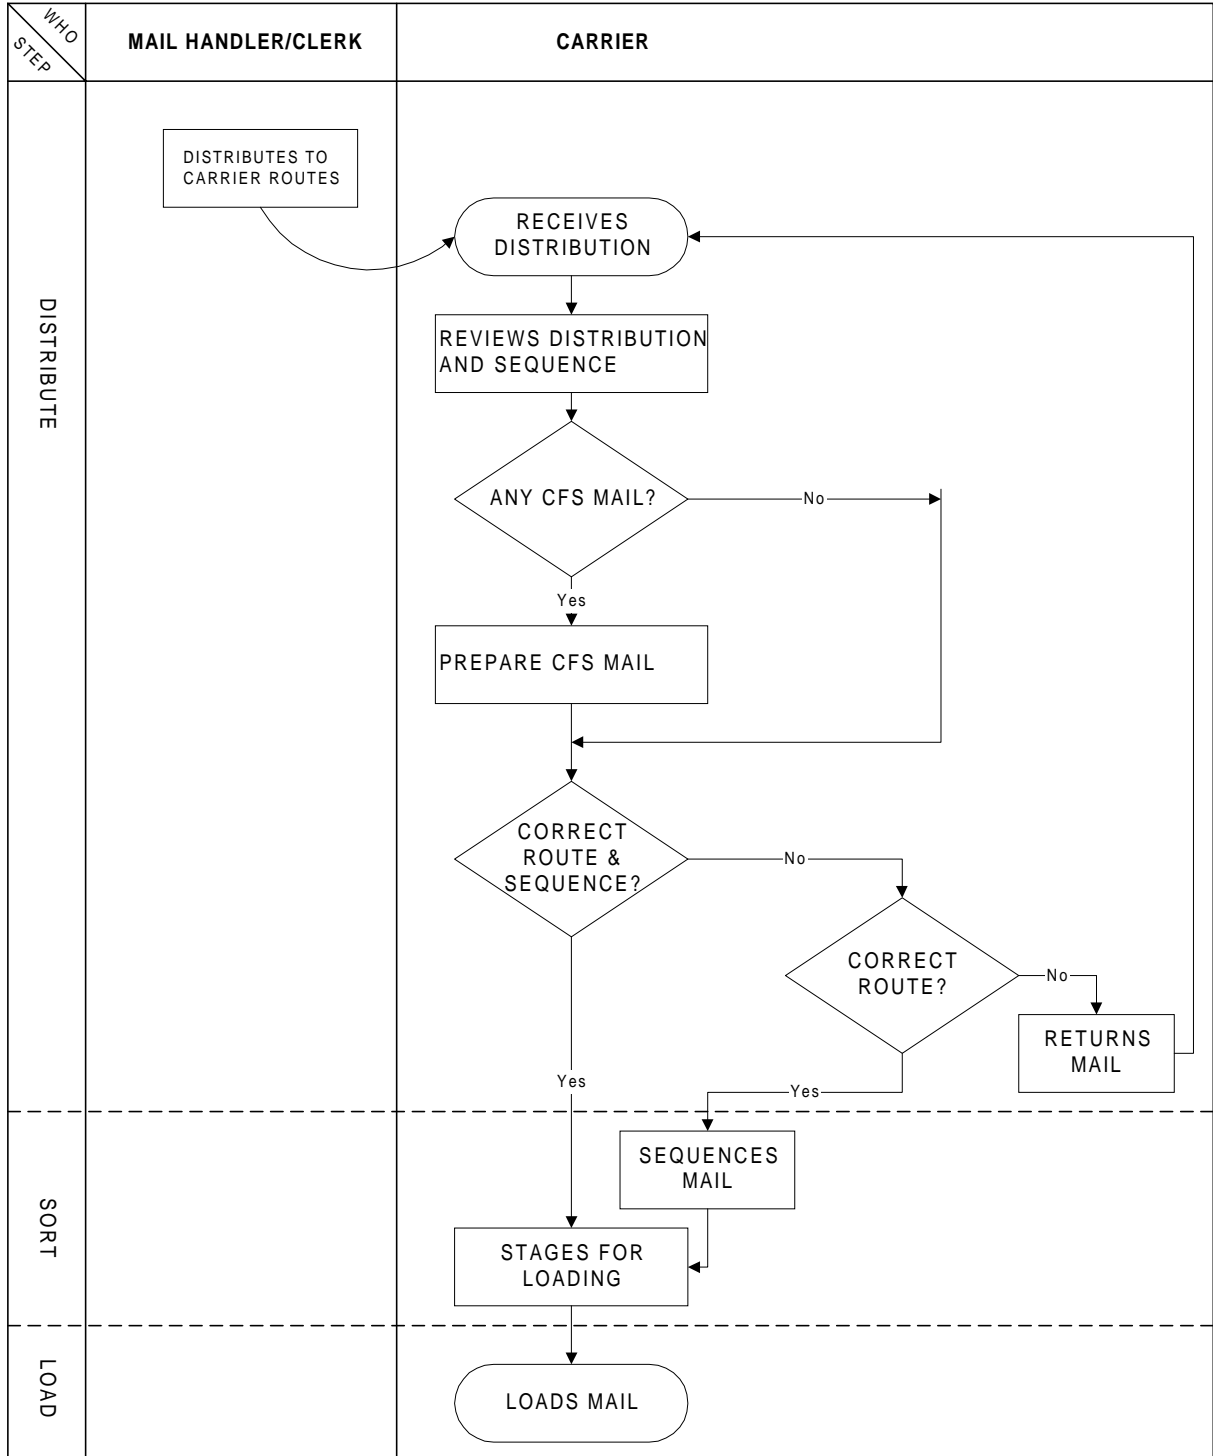 WHO
STEP
MAIL HANDLER/CLERK
CARRIER
DISTRIBUTE
DISTRIBUTES TO
CARRIER ROUTES
RECEIVES
DISTRIBUTION
REVIEWS DISTRIBUTION
AND SEQUENCE
ANY CFS MAIL?
No
Yes
PREPARE CFS MAIL
CORRECT
ROUTE &
SEQUENCE?
No
CORRECT
ROUTE?
No
RETURNS
MAIL
Yes
Yes
SORT
SEQUENCES
MAIL
STAGES FOR
LOADING
LOAD
LOADS MAIL